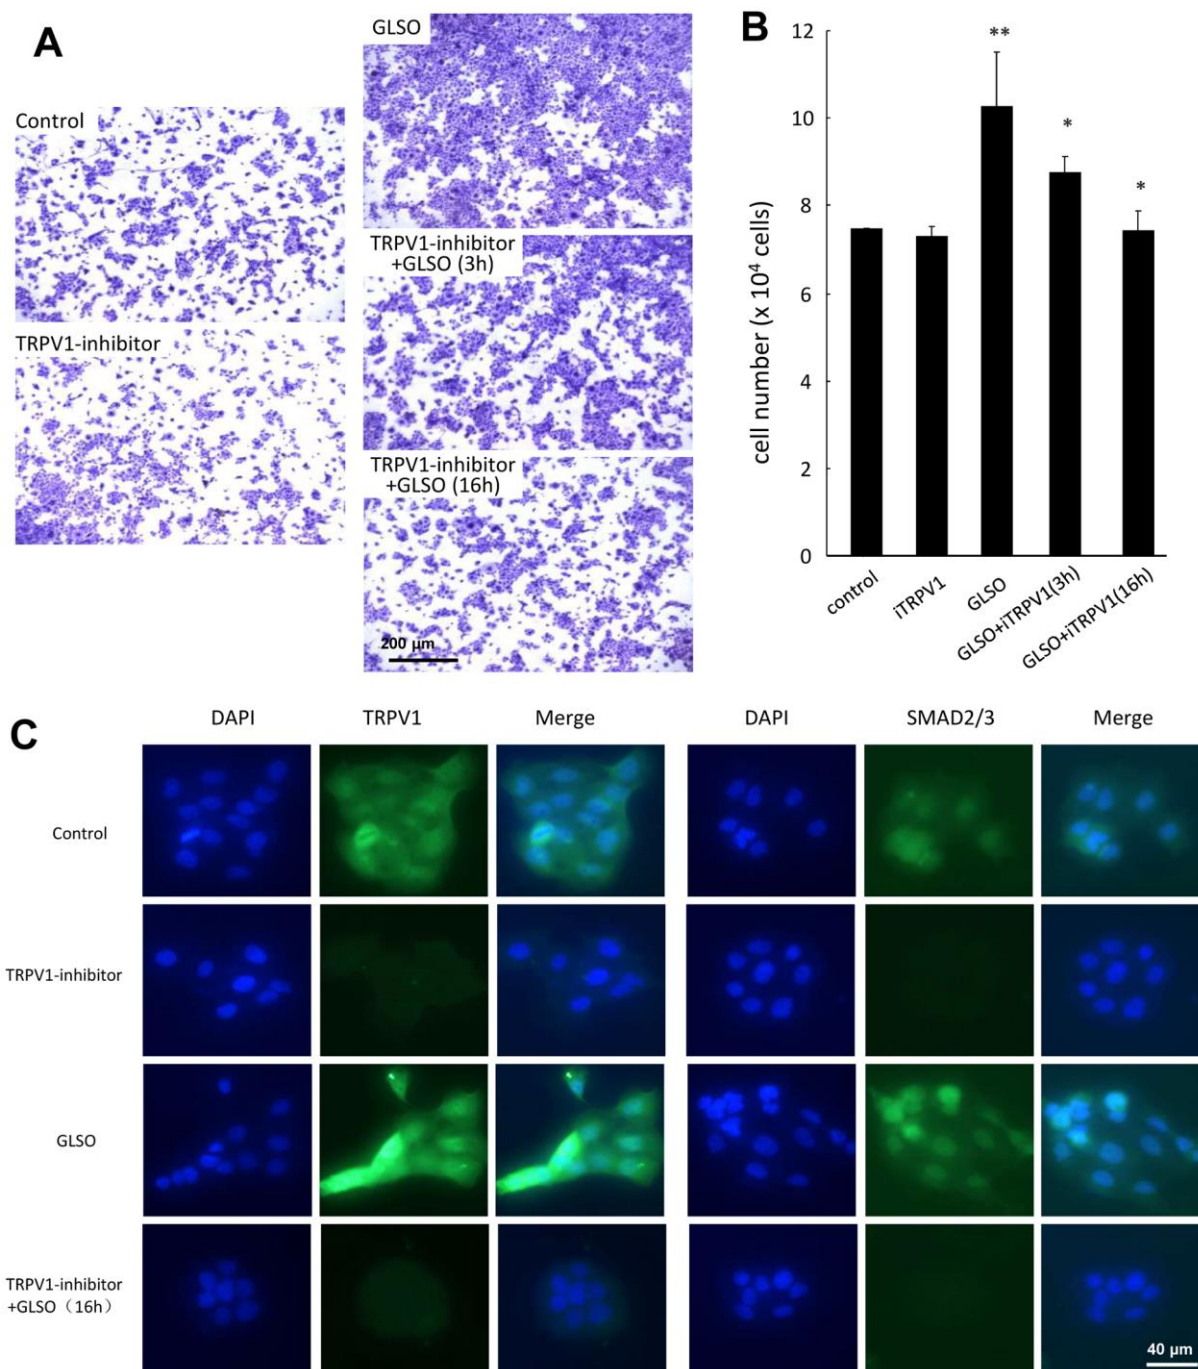 A
Control
TRPV1-inhibitor
GLSO
TRPV1-inhibitor
+GLSO (3h)
TRPV1-inhibitor
+GLSO (16h)
200 μm
B
cell number (x 10⁴ cells)
12
10
8
6
4
2
0
**
*
*
control
iTRPV1
GLSO
GLSO+iTRPV1(3h)
GLSO+iTRPV1(16h)
C
DAPI TRPV1 Merge DAPI SMAD2/3 Merge
Control
TRPV1-inhibitor
GLSO
TRPV1-inhibitor
+GLSO（16h）
40 μm